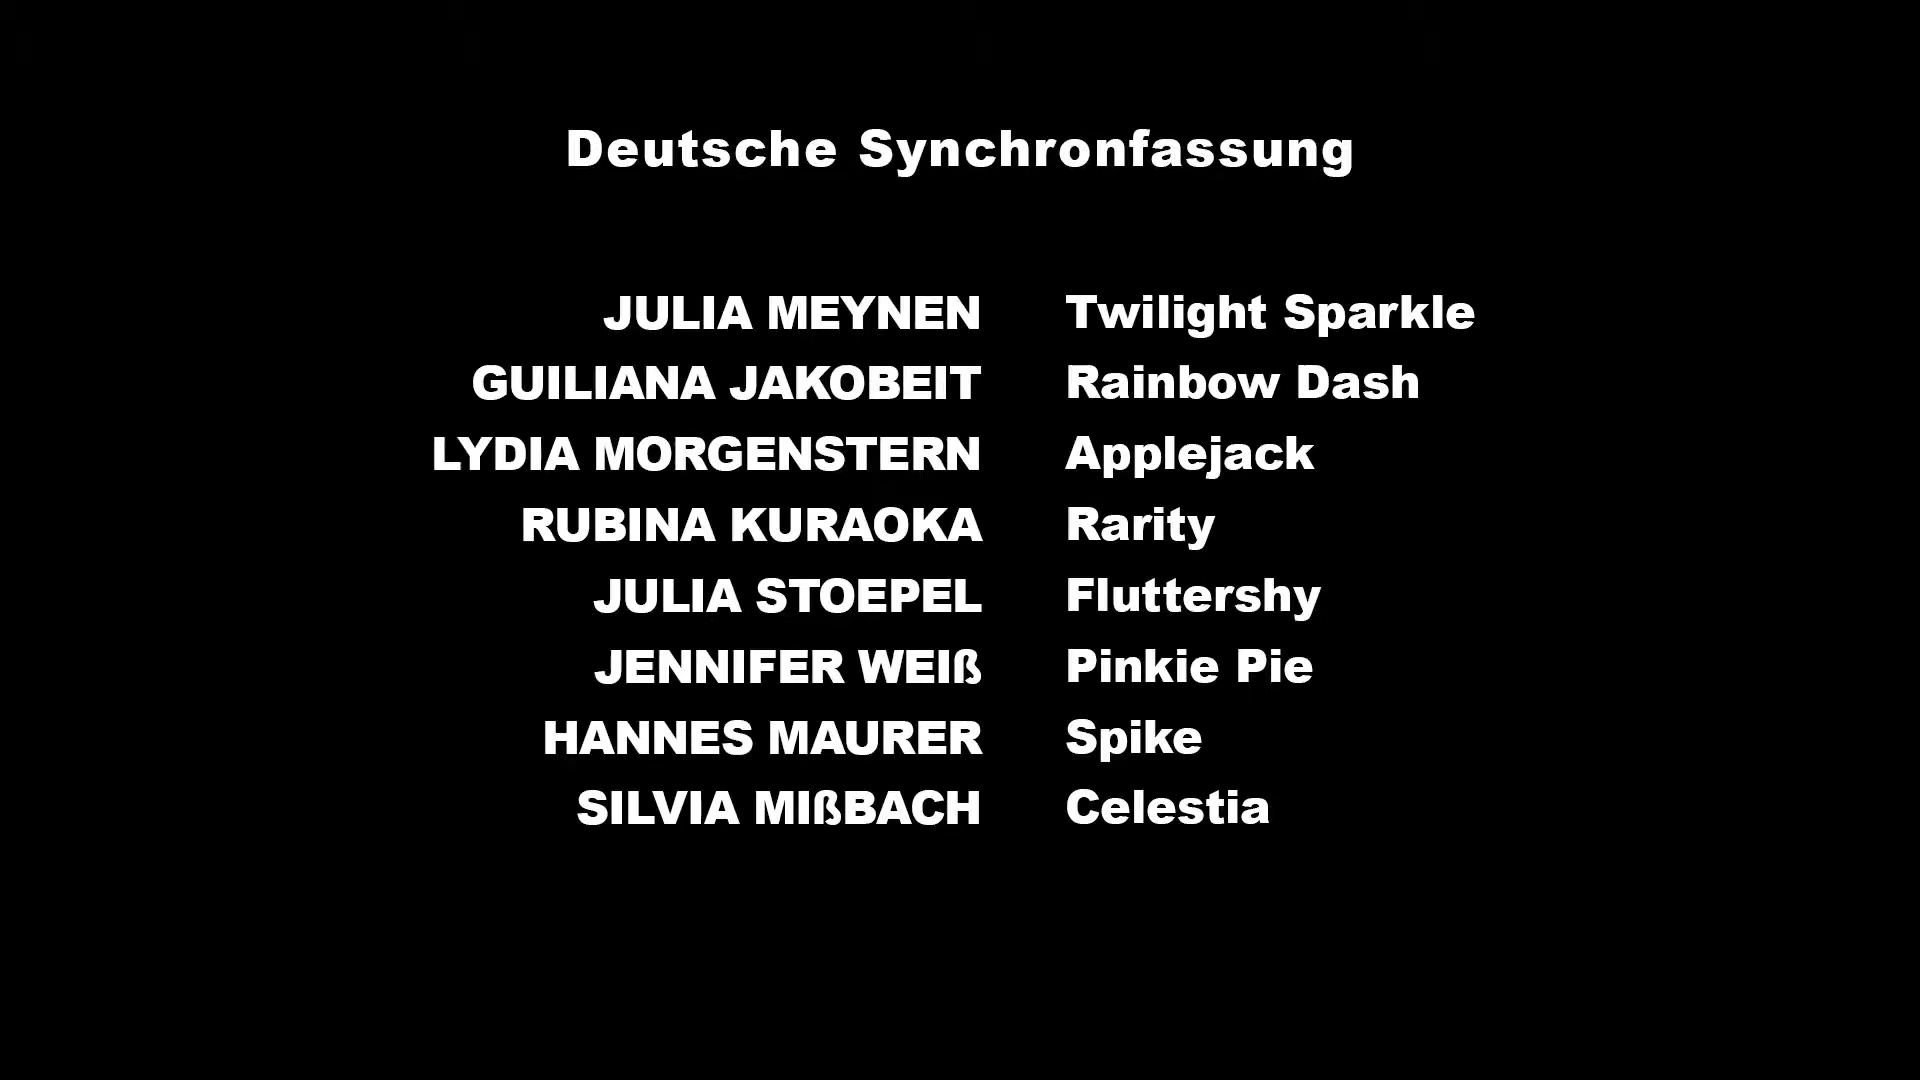 Deutsche Synchronfassung
JULIA MEYNEN Twilight Sparkle
GUILIANA JAKOBEIT Rainbow Dash
LYDIA MORGENSTERN Applejack
RUBINA KURAOKA Rarity
JULIA STOEPEL Fluttershy
JENNIFER WEIß Pinkie Pie
HANNES MAURER Spike
SILVIA MIßBACH Celestia